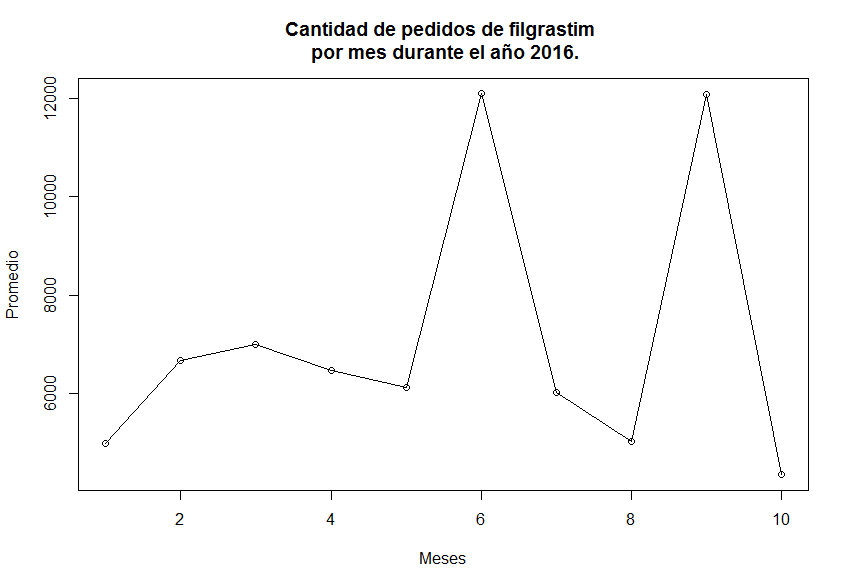 Cantidad de pedidos de filgrastim
por mes durante el año 2016.
12000
10000
8000
6000
Promedio
2 4 6 8 10
Meses